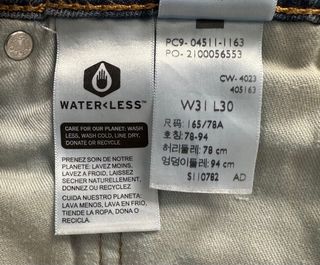 WATER<LESS™
CARE FOR OUR PLANET: WASH
LESS, WASH COLD, LINE DRY,
DONATE OR RECYCLE
PRENEZ SOIN DE NOTRE
PLANETE: LAVEZ MOINS,
LAVEZ A FROID, LAISSEZ
SECHER NATURELLEMENT,
DONNEZ OU RECYCLEZ.
CUIDA NUESTRO PLANETA.
LAVA MENOS, LAVA EN FRIO,
TIENDE LA ROPA, DONA O
RECICLA
PC9-04511-1163
PO- 2100056553
CW- 4023
405163
W31 L30
尺码: 165/78A
호칭: 78-94
허리둘레: 78 cm
엉덩이둘레: 94 cm
S110782 AD